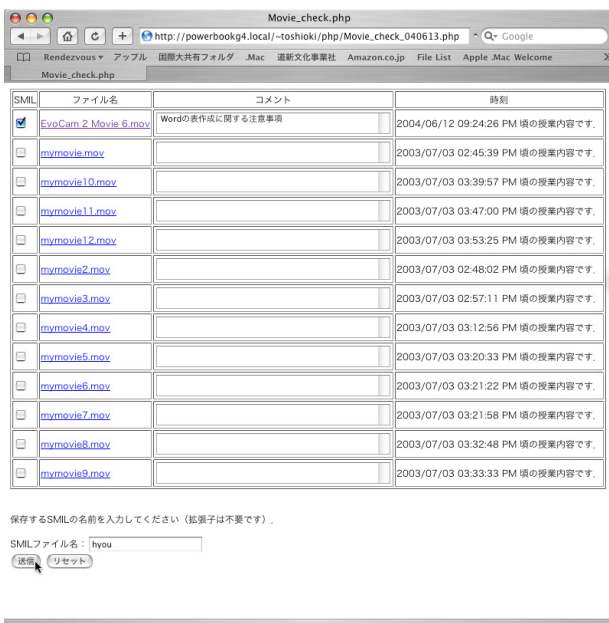 Movie_check.php
http://powerbookg4.local/~toshioki/php/Movie_check_040613.php
Google
Rendezvous▼ アップル 国際大共有フォルダ .Mac 道新文化事業社 Amazon.co.jp File List Apple .Mac Welcome
Movie_check.php
SMIL ファイル名 コメント 時刻
EvoCam 2 Movie 6.mov Wordの表作成に関する注意事項 2004/06/12 09:24:26 PM 頃の授業内容です.
mymovie.mov 2003/07/03 02:45:39 PM 頃の授業内容です.
mymovie10.mov 2003/07/03 03:39:57 PM 頃の授業内容です.
mymovie11.mov 2003/07/03 03:47:00 PM 頃の授業内容です.
mymovie12.mov 2003/07/03 03:53:25 PM 頃の授業内容です.
mymovie2.mov 2003/07/03 02:48:02 PM 頃の授業内容です.
mymovie3.mov 2003/07/03 02:57:11 PM 頃の授業内容です.
mymovie4.mov 2003/07/03 03:12:56 PM 頃の授業内容です.
mymovie5.mov 2003/07/03 03:20:33 PM 頃の授業内容です.
mymovie6.mov 2003/07/03 03:21:22 PM 頃の授業内容です.
mymovie7.mov 2003/07/03 03:21:58 PM 頃の授業内容です.
mymovie8.mov 2003/07/03 03:32:48 PM 頃の授業内容です.
mymovie9.mov 2003/07/03 03:33:33 PM 頃の授業内容です.
保存するSMILの名前を入力してください（拡張子は不要です）.
SMILファイル名： hyou
送信 リセット